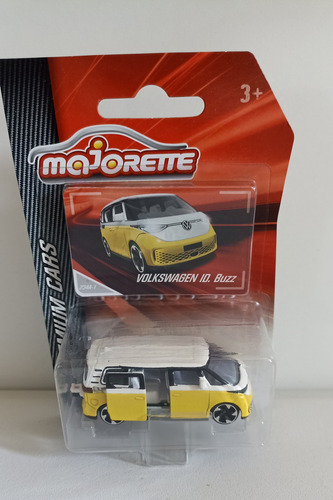 3+
majorette
MIUM CARS
VOLKSWAGEN ID. Buzz